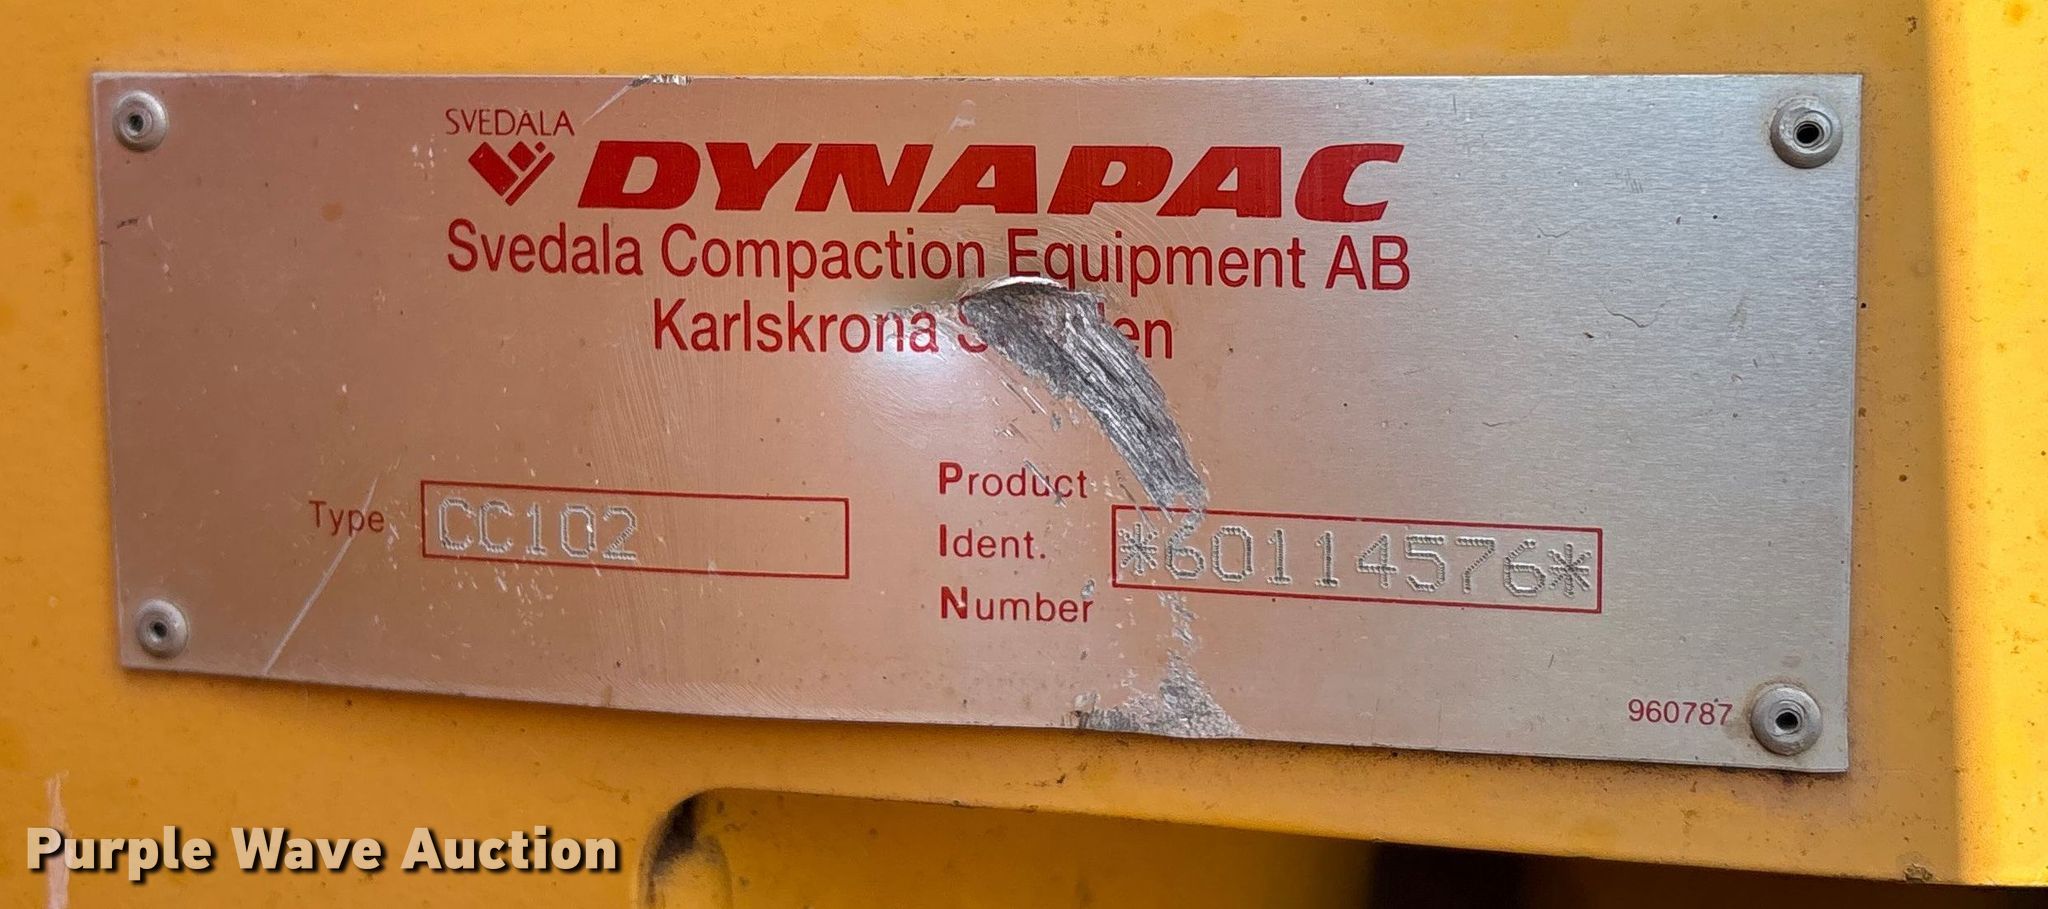 SVEDALA
DYNAPAC
Svedala Compaction Equipment AB
Karlskrona
Type CC102
Product
Ident. *60114576*
Number
960787
Purple Wave Auction